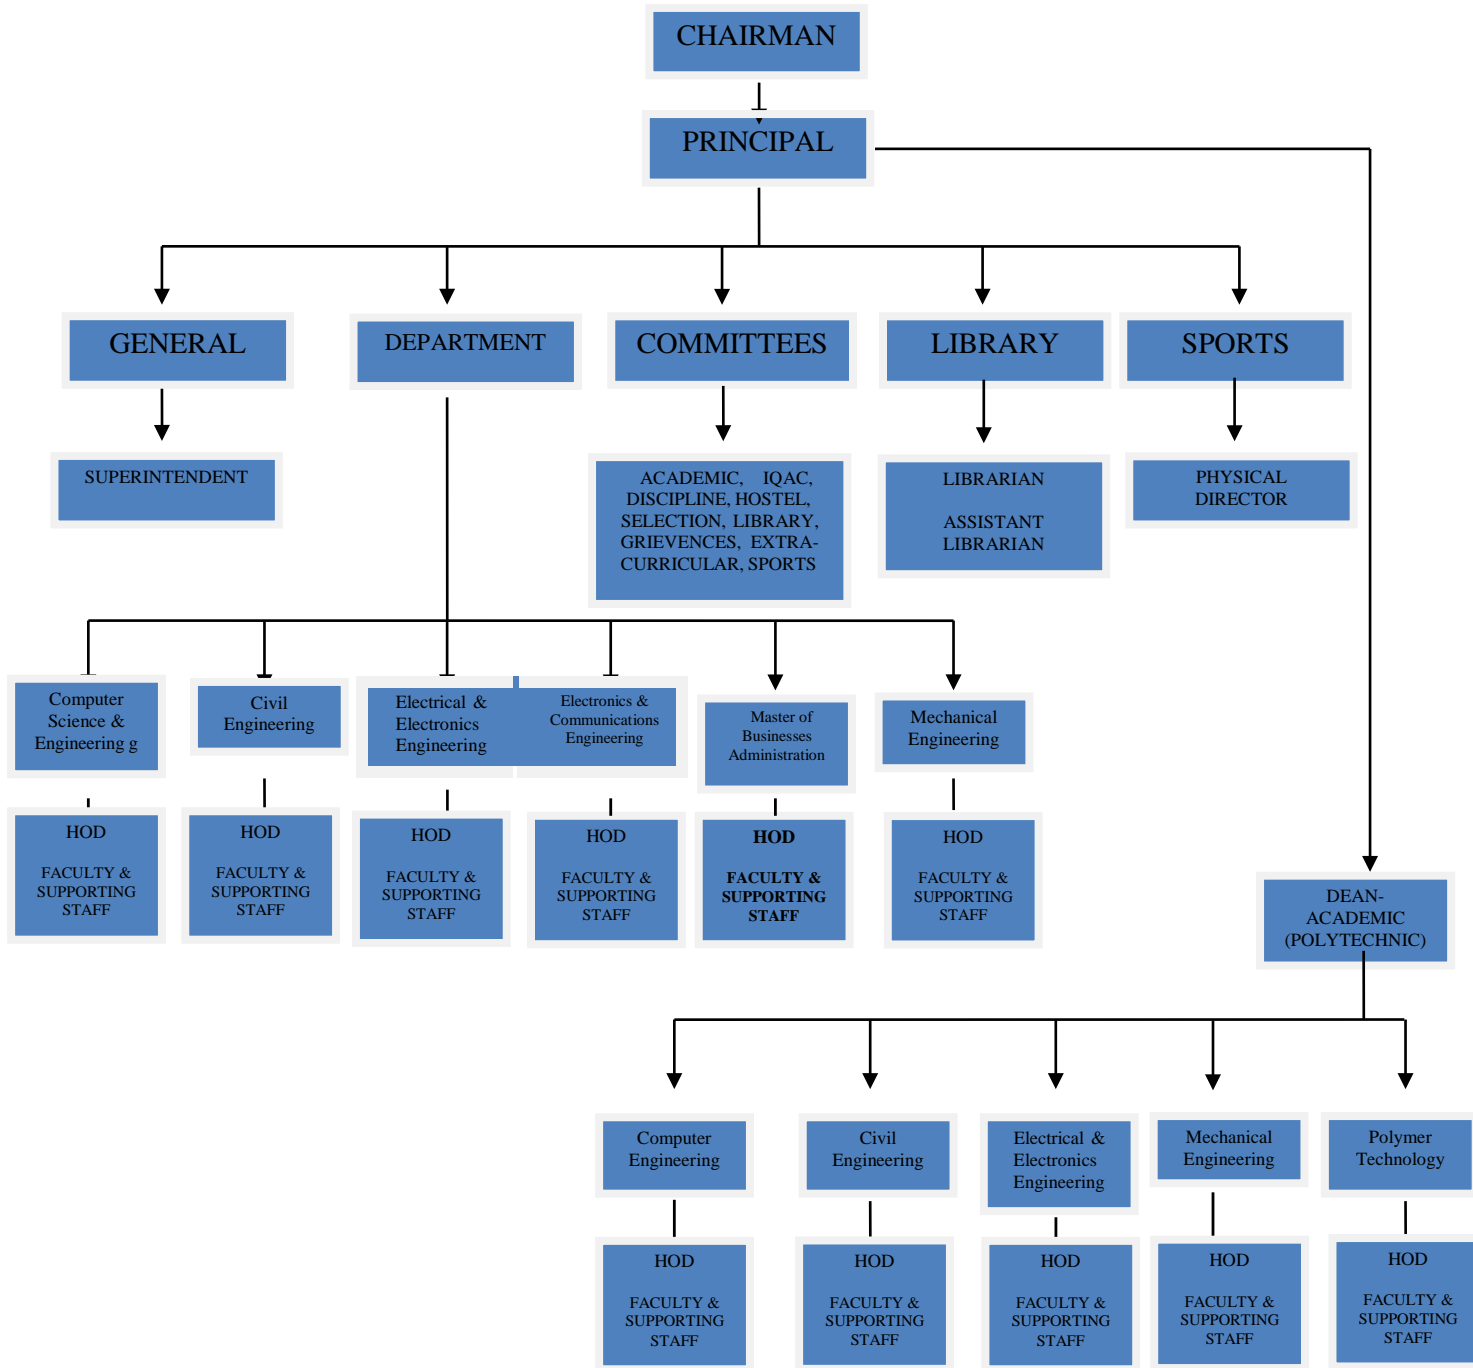 CHAIRMAN
PRINCIPAL
GENERAL
DEPARTMENT
COMMITTEES
LIBRARY
SPORTS
SUPERINTENDENT
ACADEMIC, IQAC,
DISCIPLINE, HOSTEL,
SELECTION, LIBRARY,
GRIEVENCES, EXTRA-
CURRICULAR, SPORTS
LIBRARIAN
ASSISTANT
LIBRARIAN
PHYSICAL
DIRECTOR
Computer
Science &
Engineering g
Civil
Engineering
Electrical &
Electronics
Engineering
Electronics &
Communications
Engineering
Master of
Businesses
Administration
Mechanical
Engineering
HOD
FACULTY &
SUPPORTING
STAFF
HOD
FACULTY &
SUPPORTING
STAFF
HOD
FACULTY &
SUPPORTING
STAFF
HOD
FACULTY &
SUPPORTING
STAFF
HOD
FACULTY &
SUPPORTING
STAFF
HOD
FACULTY &
SUPPORTING
STAFF
DEAN-
ACADEMIC
(POLYTECHNIC)
Computer
Engineering
Civil
Engineering
Electrical &
Electronics
Engineering
Mechanical
Engineering
Polymer
Technology
HOD
FACULTY &
SUPPORTING
STAFF
HOD
FACULTY &
SUPPORTING
STAFF
HOD
FACULTY &
SUPPORTING
STAFF
HOD
FACULTY &
SUPPORTING
STAFF
HOD
FACULTY &
SUPPORTING
STAFF